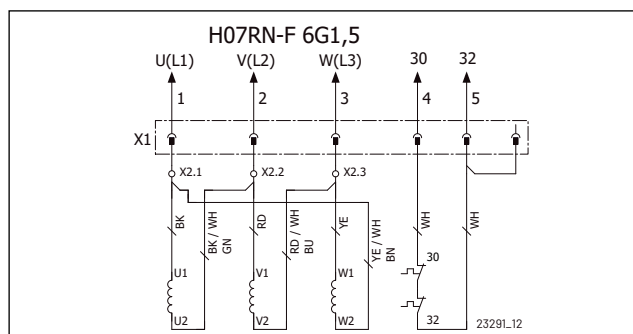 H07RN-F 6G1,5
U(L1) V(L2) W(L3) 30 32
1 2 3 4 5
X1
X2.1 X2.2 X2.3
BK BK / WH GN RD RD / WH BU YE YE / WH BN WH WH
U1 V1 W1 30
U2 V2 W2 32
23291_12